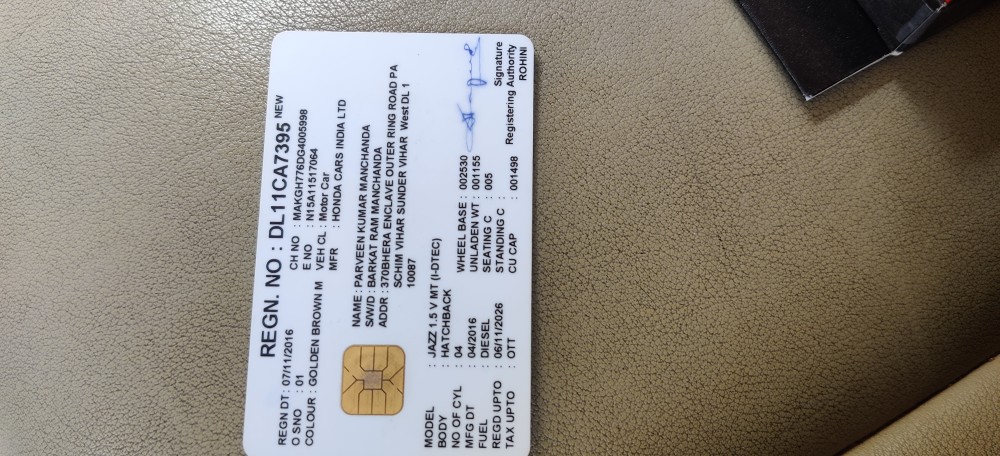 REGN. NO : DL11CA7395 NEW
REGN DT : 07/11/2016 CH NO : MAKGH776DG4005998
O SNO : 01 E NO : N15A11517064
COLOUR : GOLDEN BROWN M VEH CL : Motor Car
MFR : HONDA CARS INDIA LTD
NAME : PARVEEN KUMAR MANCHANDA
S/W/D : BARKAT RAM MANCHANDA
ADDR : 370BHERA ENCLAVE OUTER RING ROAD PA
SCHIM VIHAR SUNDER VIHAR West DL 1
10087
MODEL : JAZZ 1.5 V MT (I-DTEC)
BODY : HATCHBACK
NO OF CYL : 04 WHEEL BASE : 002530
MFG DT : 04/2016 UNLADEN WT : 001155
FUEL : DIESEL SEATING C : 005
REGD UPTO : 06/11/2026 STANDING C :
TAX UPTO : OTT CU CAP : 001498
Signature
Registering Authority
ROHINI